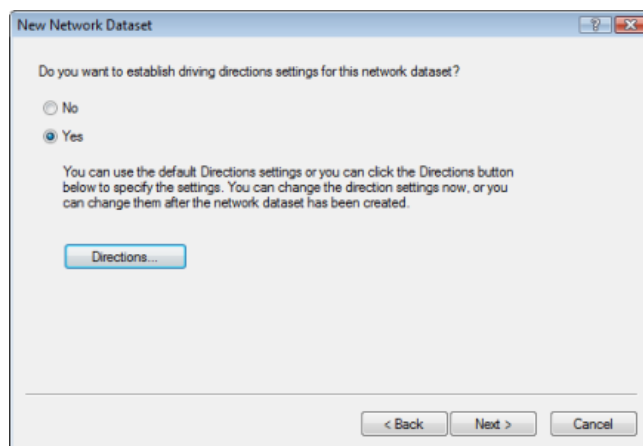 New Network Dataset
Do you want to establish driving directions settings for this network dataset?
No
Yes
You can use the default Directions settings or you can click the Directions button
below to specify the settings. You can change the direction settings now, or you
can change them after the network dataset has been created.
Directions...
< Back Next > Cancel